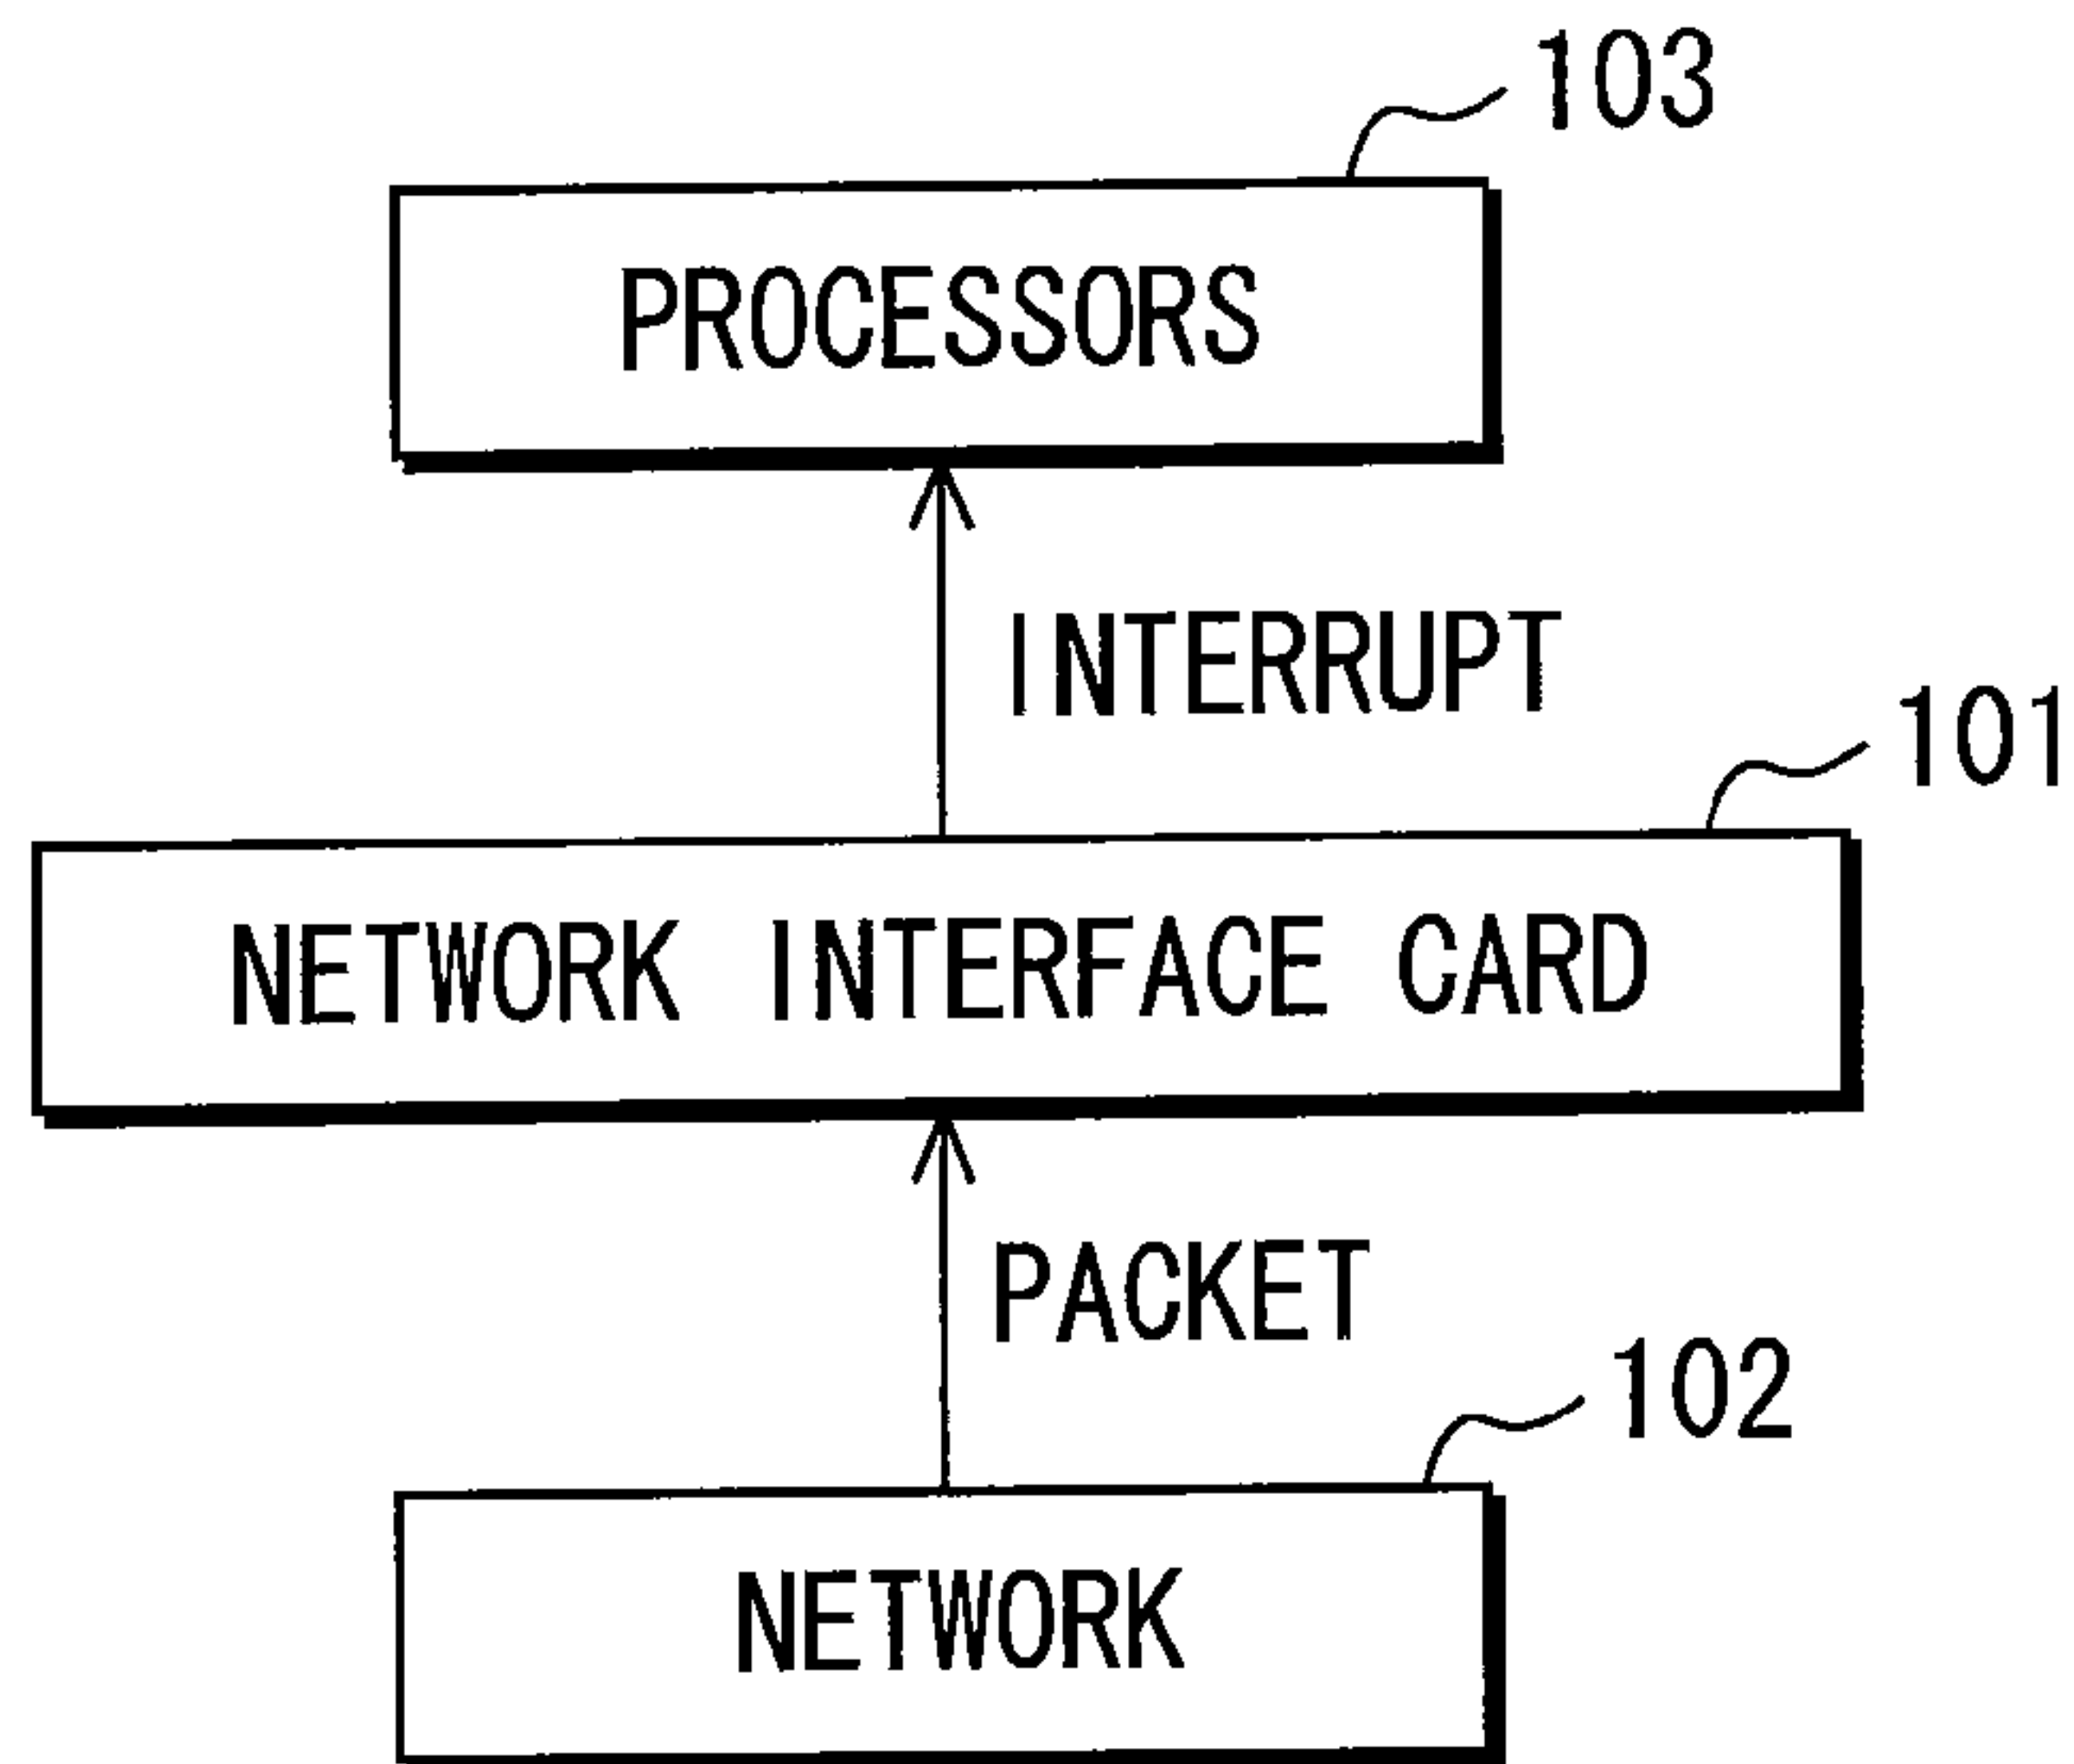 103
PROCESSORS
INTERRUPT
101
NETWORK INTERFACE CARD
PACKET
102
NETWORK